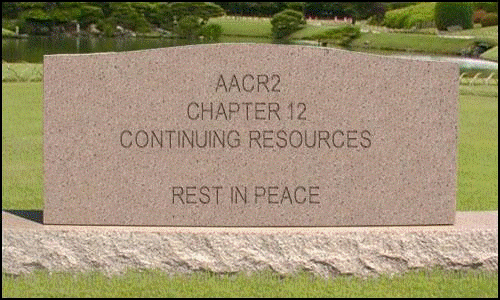 AACR2
CHAPTER 12
CONTINUING RESOURCES
REST IN PEACE